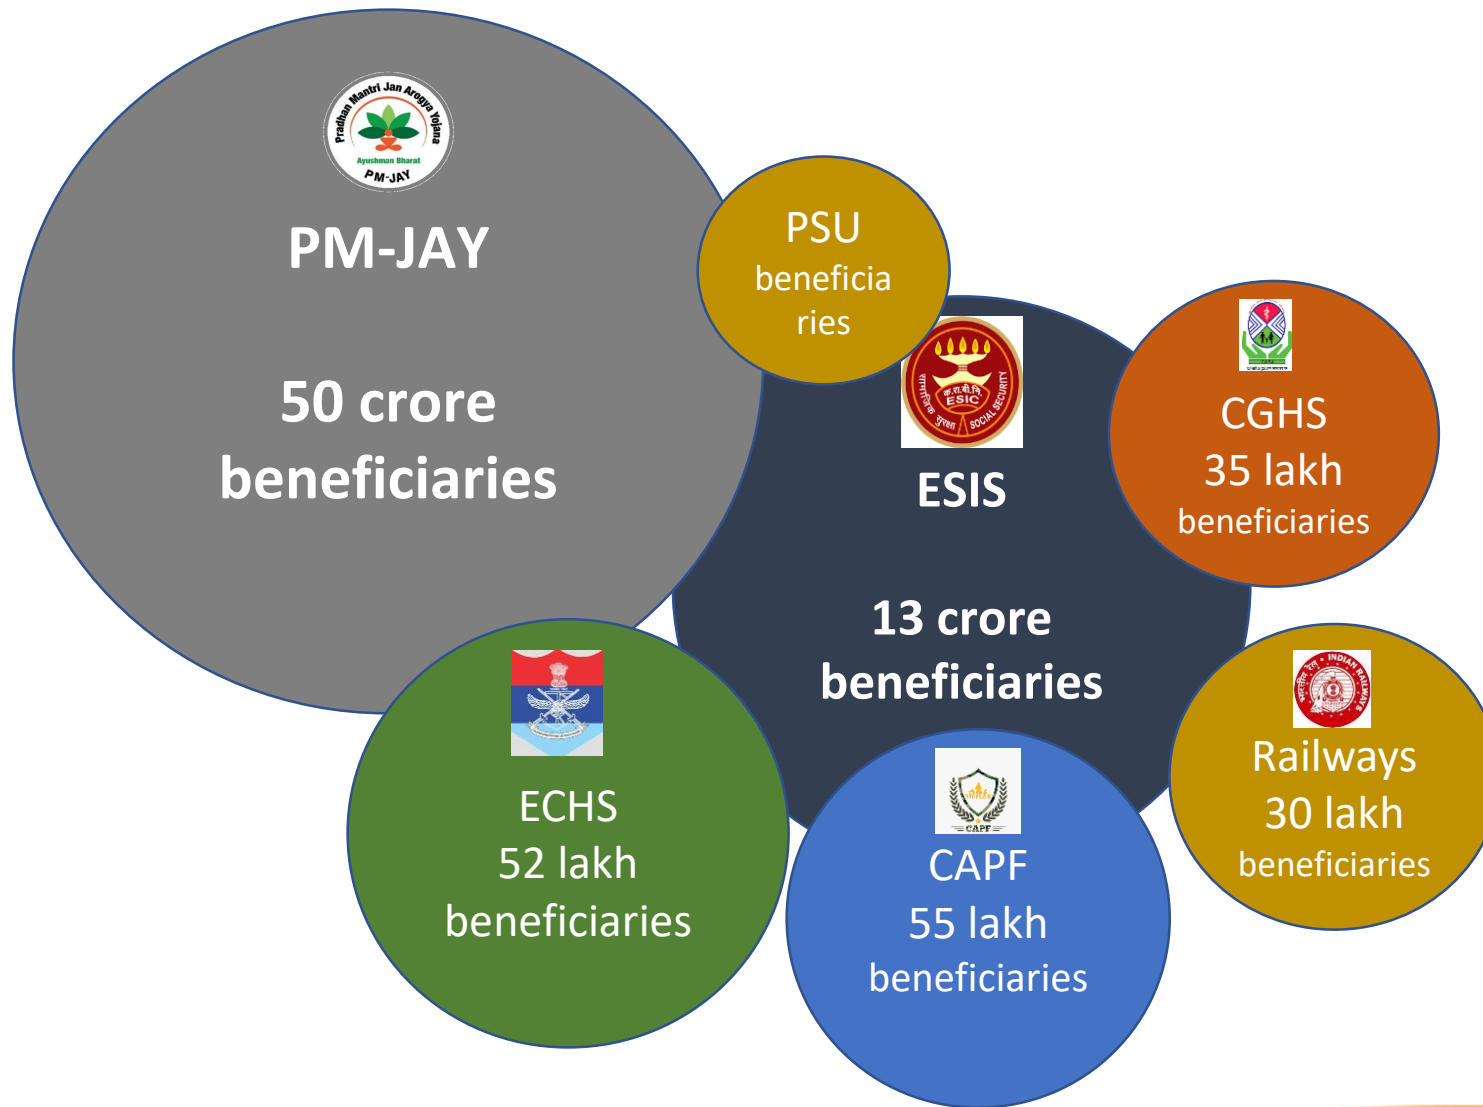 Pradhan Mantri Jan Arogya Yojana
Ayushman Bharat
PM-JAY
PM-JAY
50 crore
beneficiaries
PSU
beneficia
ries
क.रा.बी.नि.
ESIC
सामाजिक सुरक्षा
SOCIAL SECURITY
ESIS
13 crore
beneficiaries
CGHS
35 lakh
beneficiaries
ECHS
52 lakh
beneficiaries
CAPF
CAPF
55 lakh
beneficiaries
भारतीय रेल
INDIAN RAILWAYS
Railways
30 lakh
beneficiaries